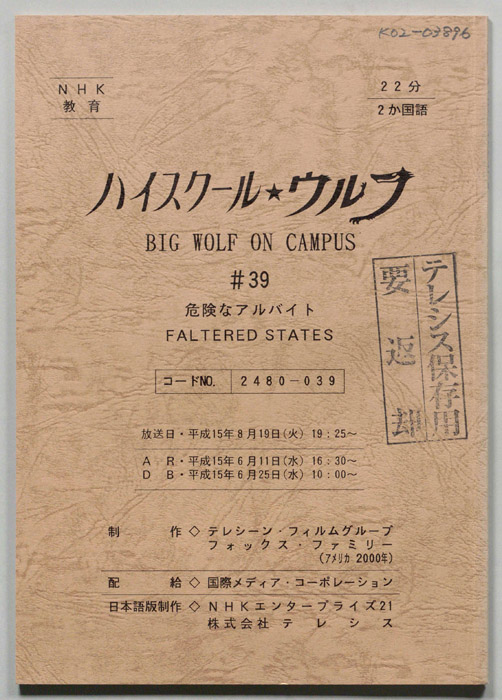 K02-03896
NHK
教育
22分
2か国語
ハイスクール★ウルフ
BIG WOLF ON CAMPUS
#39
危険なアルバイト
FALTERED STATES
コードNO. 2480-039
テレシス保存用
要返却
放送日・平成15年8月19日(火) 19:25~
AR・平成15年6月11日(水) 16:30~
DB・平成15年6月25日(水) 10:00~
制作◇テレシーン・フィルムグループ
フォックス・ファミリー
(アメリカ 2000年)
配給◇国際メディア・コーポレーション
日本語版制作◇NHKエンタープライズ21
株式会社テレシス